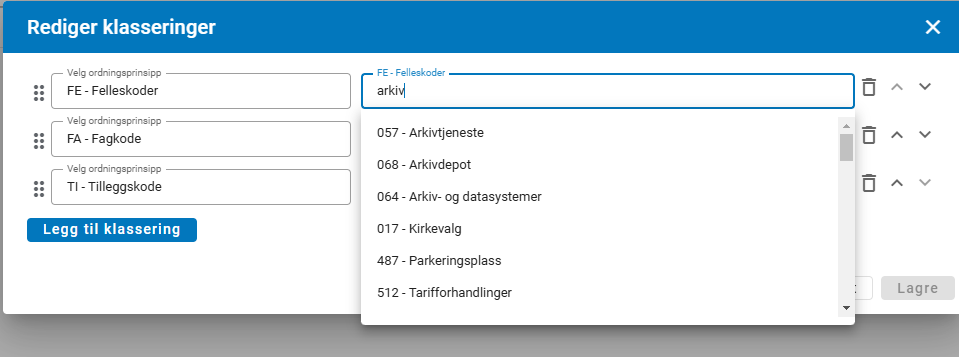 Rediger klasseringer
Velg ordningsprinsipp
FE - Felleskoder
FE - Felleskoder
arkiv
Velg ordningsprinsipp
FA - Fagkode
Velg ordningsprinsipp
TI - Tilleggskode
057 - Arkivtjeneste
068 - Arkivdepot
064 - Arkiv- og datasystemer
017 - Kirkevalg
487 - Parkeringsplass
512 - Tarifforhandlinger
Legg til klassering
Lagre